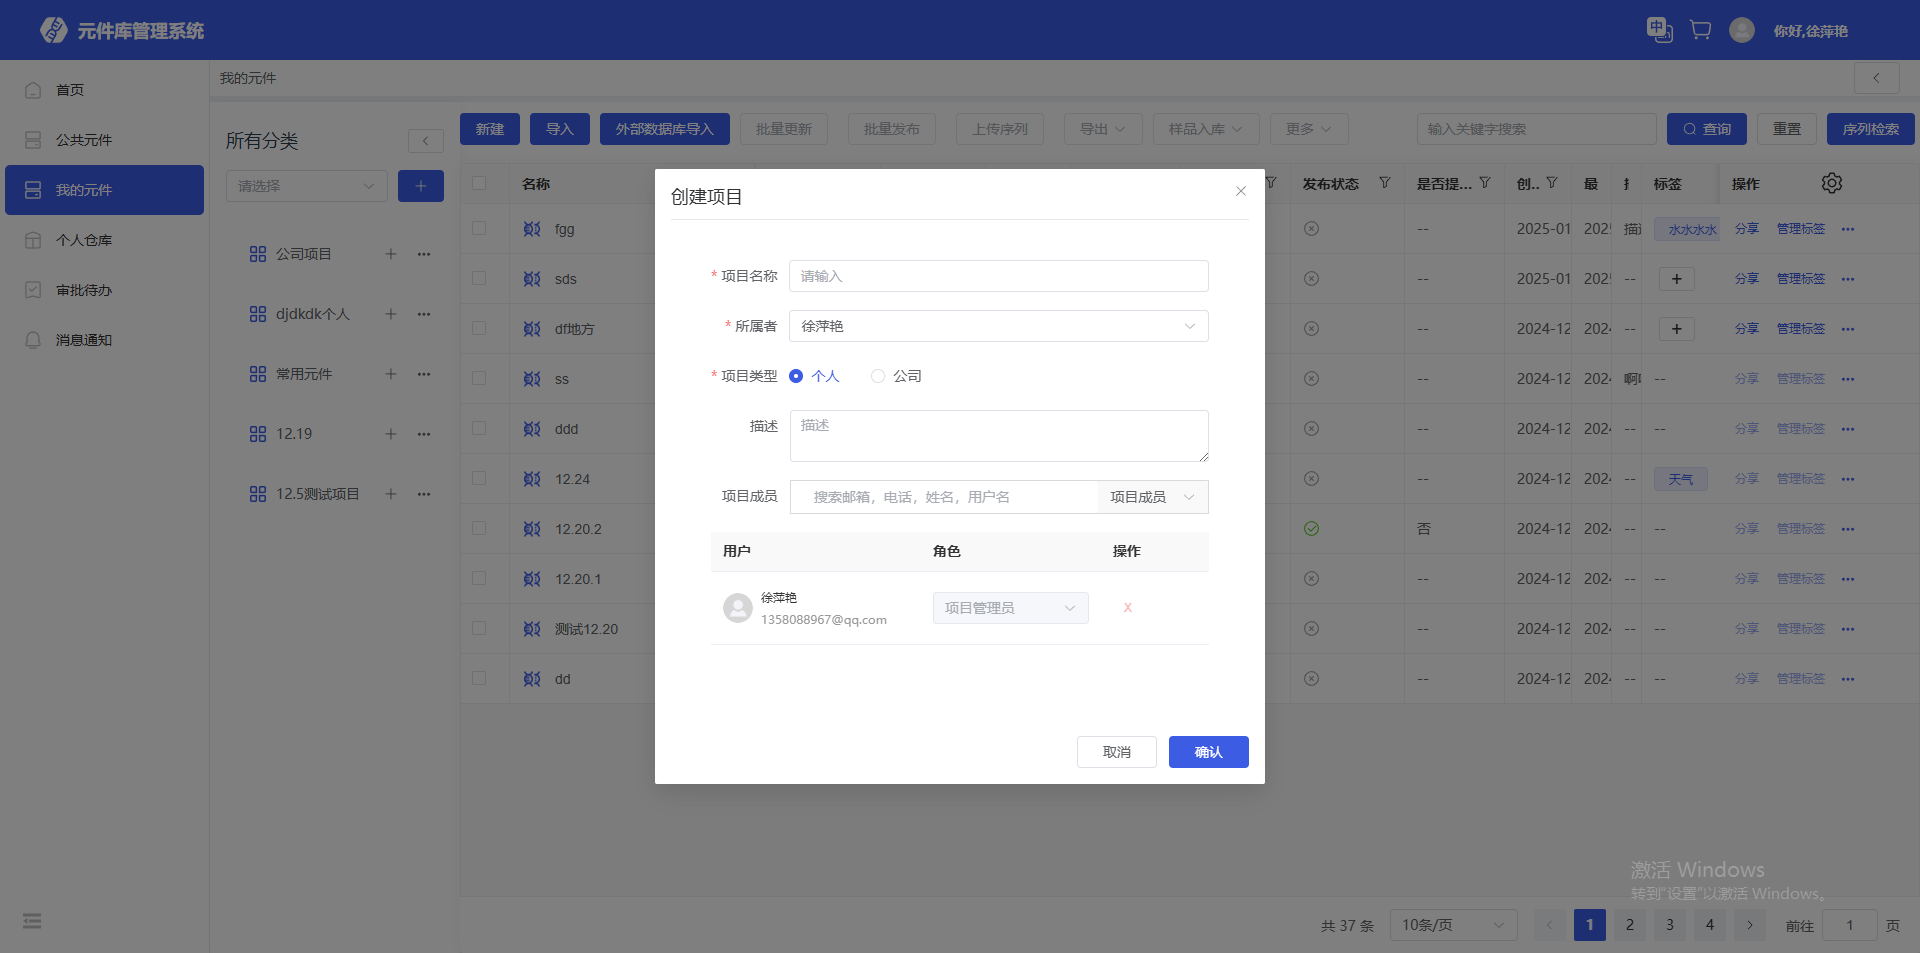 元件库管理系统
中
你好,徐萍艳
首页
公共元件
我的元件
个人仓库
审批待办
消息通知
我的元件
所有分类
请选择
公司项目
djdkdk个人
常用元件
12.19
12.5测试项目
新建 导入 外部数据库导入 批量更新 批量发布 上传序列 导出 样品入库 更多 输入关键字搜索 查询 重置 序列检索
名称 发布状态 是否提... 创.. 最 标签 操作
fgg -- 2025-01 202 描 水水水水 分享 管理标签
sds -- 2025-01 202 -- + 分享 管理标签
df地方 -- 2024-12 202 -- + 分享 管理标签
ss -- 2024-12 202 啊 -- 分享 管理标签
ddd -- 2024-12 202 -- -- 分享 管理标签
12.24 -- 2024-12 202 -- 天气 分享 管理标签
12.20.2 否 2024-12 202 -- -- 分享 管理标签
12.20.1 -- 2024-12 202 -- -- 分享 管理标签
测试12.20 -- 2024-12 202 -- -- 分享 管理标签
dd -- 2024-12 202 -- -- 分享 管理标签
创建项目
* 项目名称 请输入
* 所属者 徐萍艳
* 项目类型 个人 公司
描述 描述
项目成员 搜索邮箱，电话，姓名，用户名 项目成员
用户 角色 操作
徐萍艳
1358088967@qq.com
项目管理员 x
取消 确认
激活 Windows
转到"设置"以激活 Windows。
共 37 条 10条/页 1 2 3 4 前往 1 页